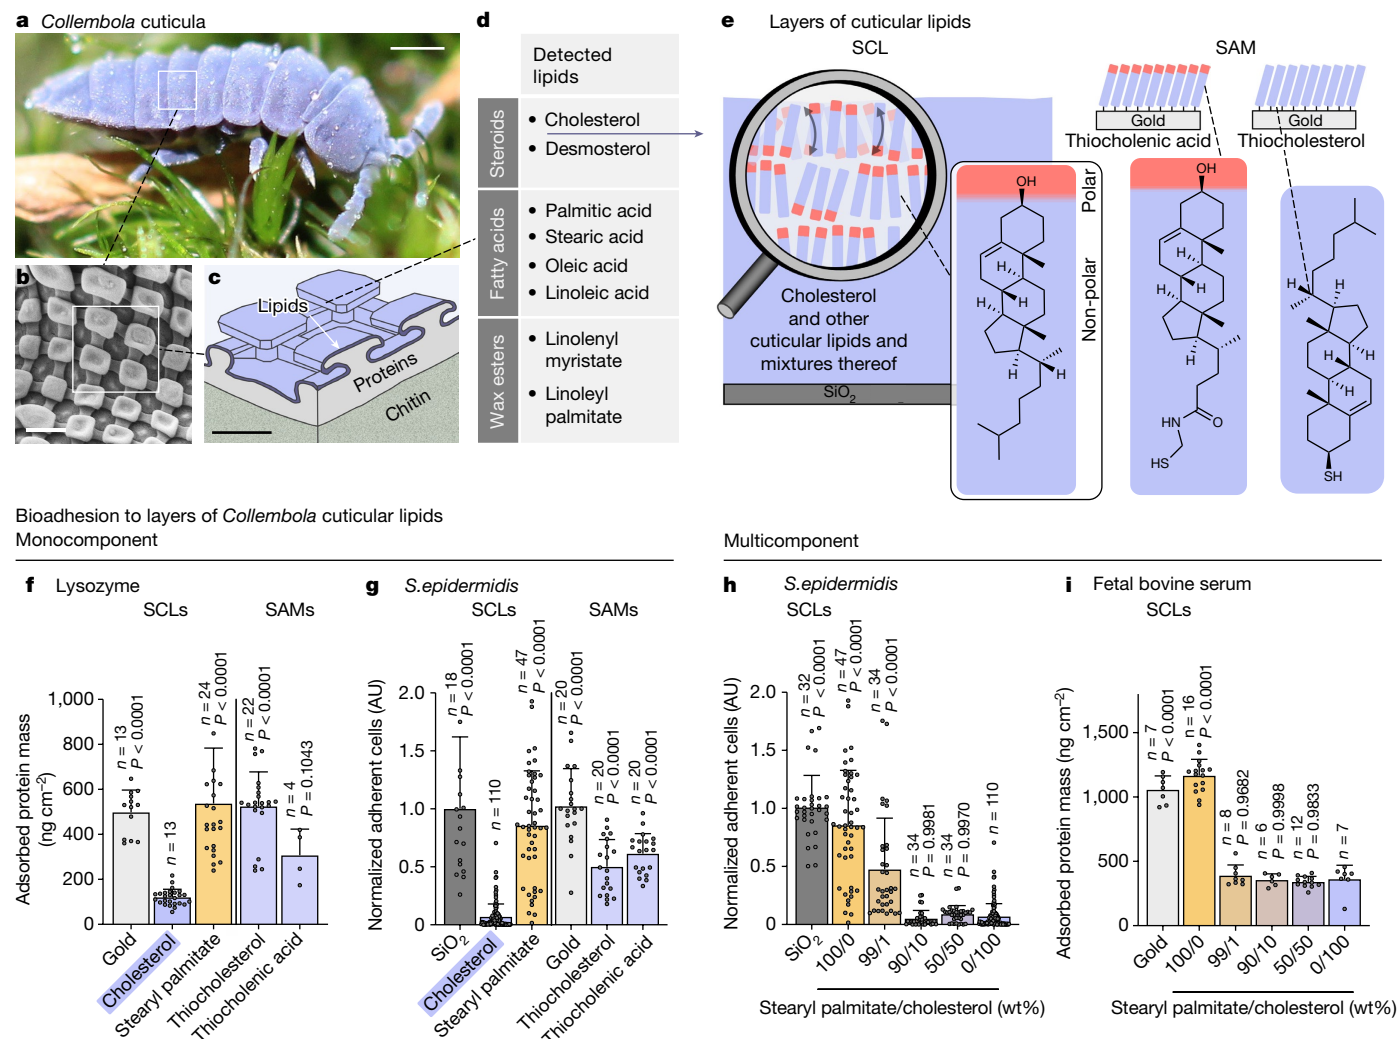 a Collembola cuticula
b
c
Lipids
Proteins
Chitin
d
Detected
lipids
Steroids
• Cholesterol
• Desmosterol
Fatty acids
• Palmitic acid
• Stearic acid
• Oleic acid
• Linoleic acid
Wax esters
• Linolenyl
myristate
• Linoleyl
palmitate
e Layers of cuticular lipids
SCL
SAM
Gold
Thiocholenic acid
Gold
Thiocholesterol
Cholesterol
and other
cuticular lipids and
mixtures thereof
SiO2
Polar
Non-polar
OH
H
H
H
H
H
OH
H
H
H
H
HN
O
HS
H
H
H
H
H
SH
Bioadhesion to layers of Collembola cuticular lipids
Monocomponent
f Lysozyme
SCLs SAMs
Adsorbed protein mass
(ng cm−2)
1,000
800
600
400
200
0
n = 13
P < 0.0001
n = 13
n = 24
P < 0.0001
n = 22
P < 0.0001
n = 4
P = 0.1043
Gold
Cholesterol
Stearyl palmitate
Thiocholesterol
Thiocholenic acid
g S.epidermidis
SCLs SAMs
Normalized adherent cells (AU)
2.0
1.5
1.0
0.5
0
n = 18
P < 0.0001
n = 110
n = 47
P < 0.0001
n = 20
P < 0.0001
n = 20
P < 0.0001
n = 20
P < 0.0001
SiO2
Cholesterol
Stearyl palmitate
Gold
Thiocholesterol
Thiocholenic acid
Multicomponent
h S.epidermidis
SCLs
Normalized adherent cells (AU)
2.0
1.5
1.0
0.5
0
n = 32
P < 0.0001
n = 47
P < 0.0001
n = 34
P < 0.0001
n = 34
P = 0.9981
n = 34
P = 0.9970
n = 110
SiO2
100/0
99/1
90/10
50/50
0/100
Stearyl palmitate/cholesterol (wt%)
i Fetal bovine serum
SCLs
Adsorbed protein mass (ng cm−2)
1,500
1,000
500
0
n = 7
P < 0.0001
n = 16
P < 0.0001
n = 8
P = 0.9682
n = 6
P = 0.9998
n = 12
P = 0.9833
n = 7
Gold
100/0
99/1
90/10
50/50
0/100
Stearyl palmitate/cholesterol (wt%)